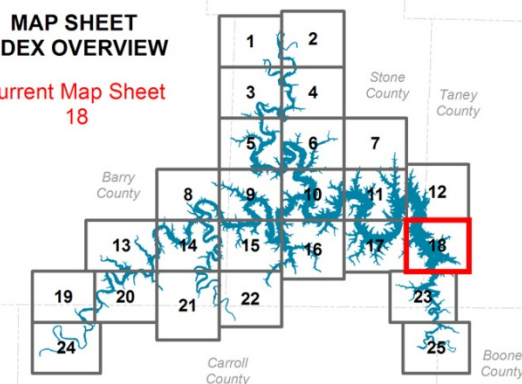 MAP SHEET
NDEX OVERVIEW
urrent Map Sheet
18
1
2
3
4
Stone
County
Taney
County
5
6
7
Barry
County
8
9
10
11
12
13
14
15
16
17
18
19
20
21
22
23
24
25
Carroll
County
Boone
County